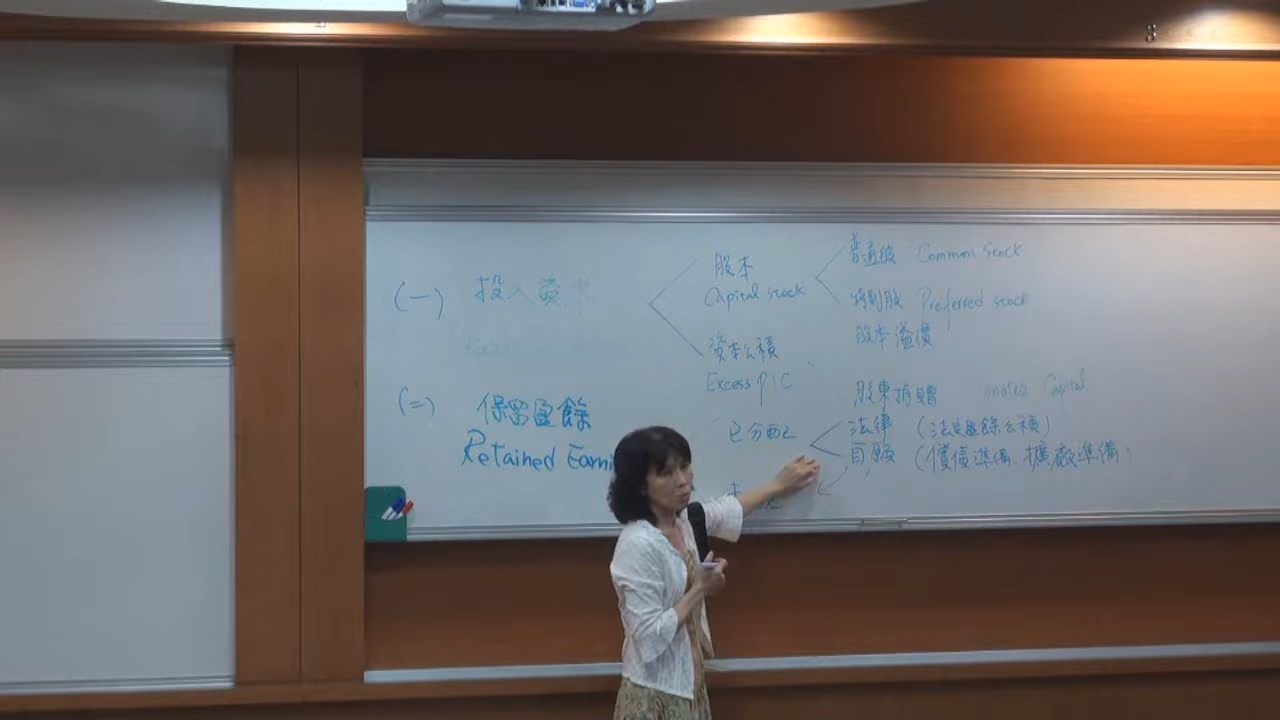 (一) 投入資
股本
Capital stock
普通股 Common Stock
特別股 Preferred stock
資本公積
Excess PIC
股本溢價
股東捐贈 Capital
(二) 保留盈餘
Retained Earni
已分配
法律 (法定盈餘公積)
自願 (償債準備、擴廠準備)